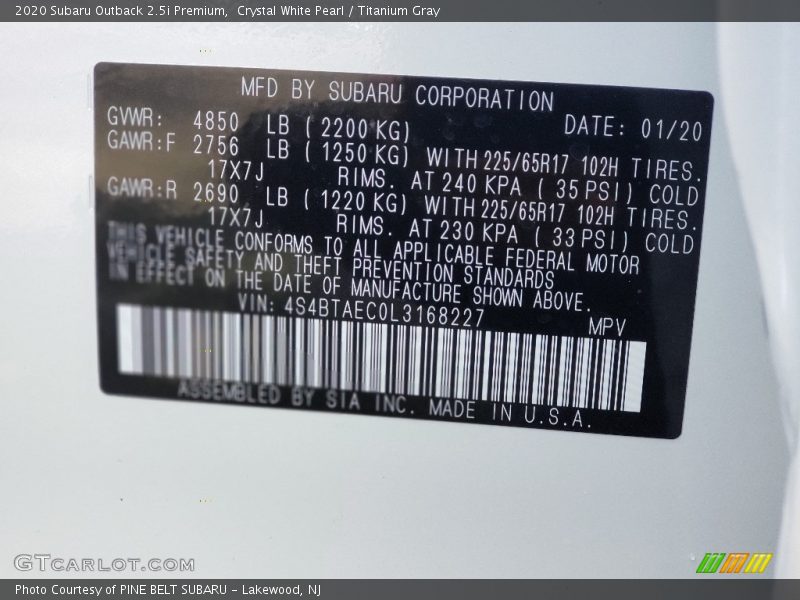 2020 Subaru Outback 2.5i Premium,  Crystal White Pearl / Titanium Gray
MFD BY SUBARU CORPORATION
GVWR: 4850 LB ( 2200 KG) DATE: 01/20
GAWR:F 2756 LB ( 1250 KG) WITH 225/65R17 102H TIRES.
17X7J RIMS. AT 240 KPA ( 35 PSI) COLD
GAWR:R 2690 LB ( 1220 KG) WITH 225/65R17 102H TIRES.
17X7J RIMS. AT 230 KPA ( 33 PSI) COLD
THIS VEHICLE CONFORMS TO ALL APPLICABLE FEDERAL MOTOR
VEHICLE SAFETY AND THEFT PREVENTION STANDARDS
IN EFFECT ON THE DATE OF MANUFACTURE SHOWN ABOVE.
VIN: 4S4BTAEC0L3168227 MPV
ASSEMBLED BY SIA INC. MADE IN U.S.A.
GTCARLOT.COM
Photo Courtesy of PINE BELT SUBARU - Lakewood, NJ